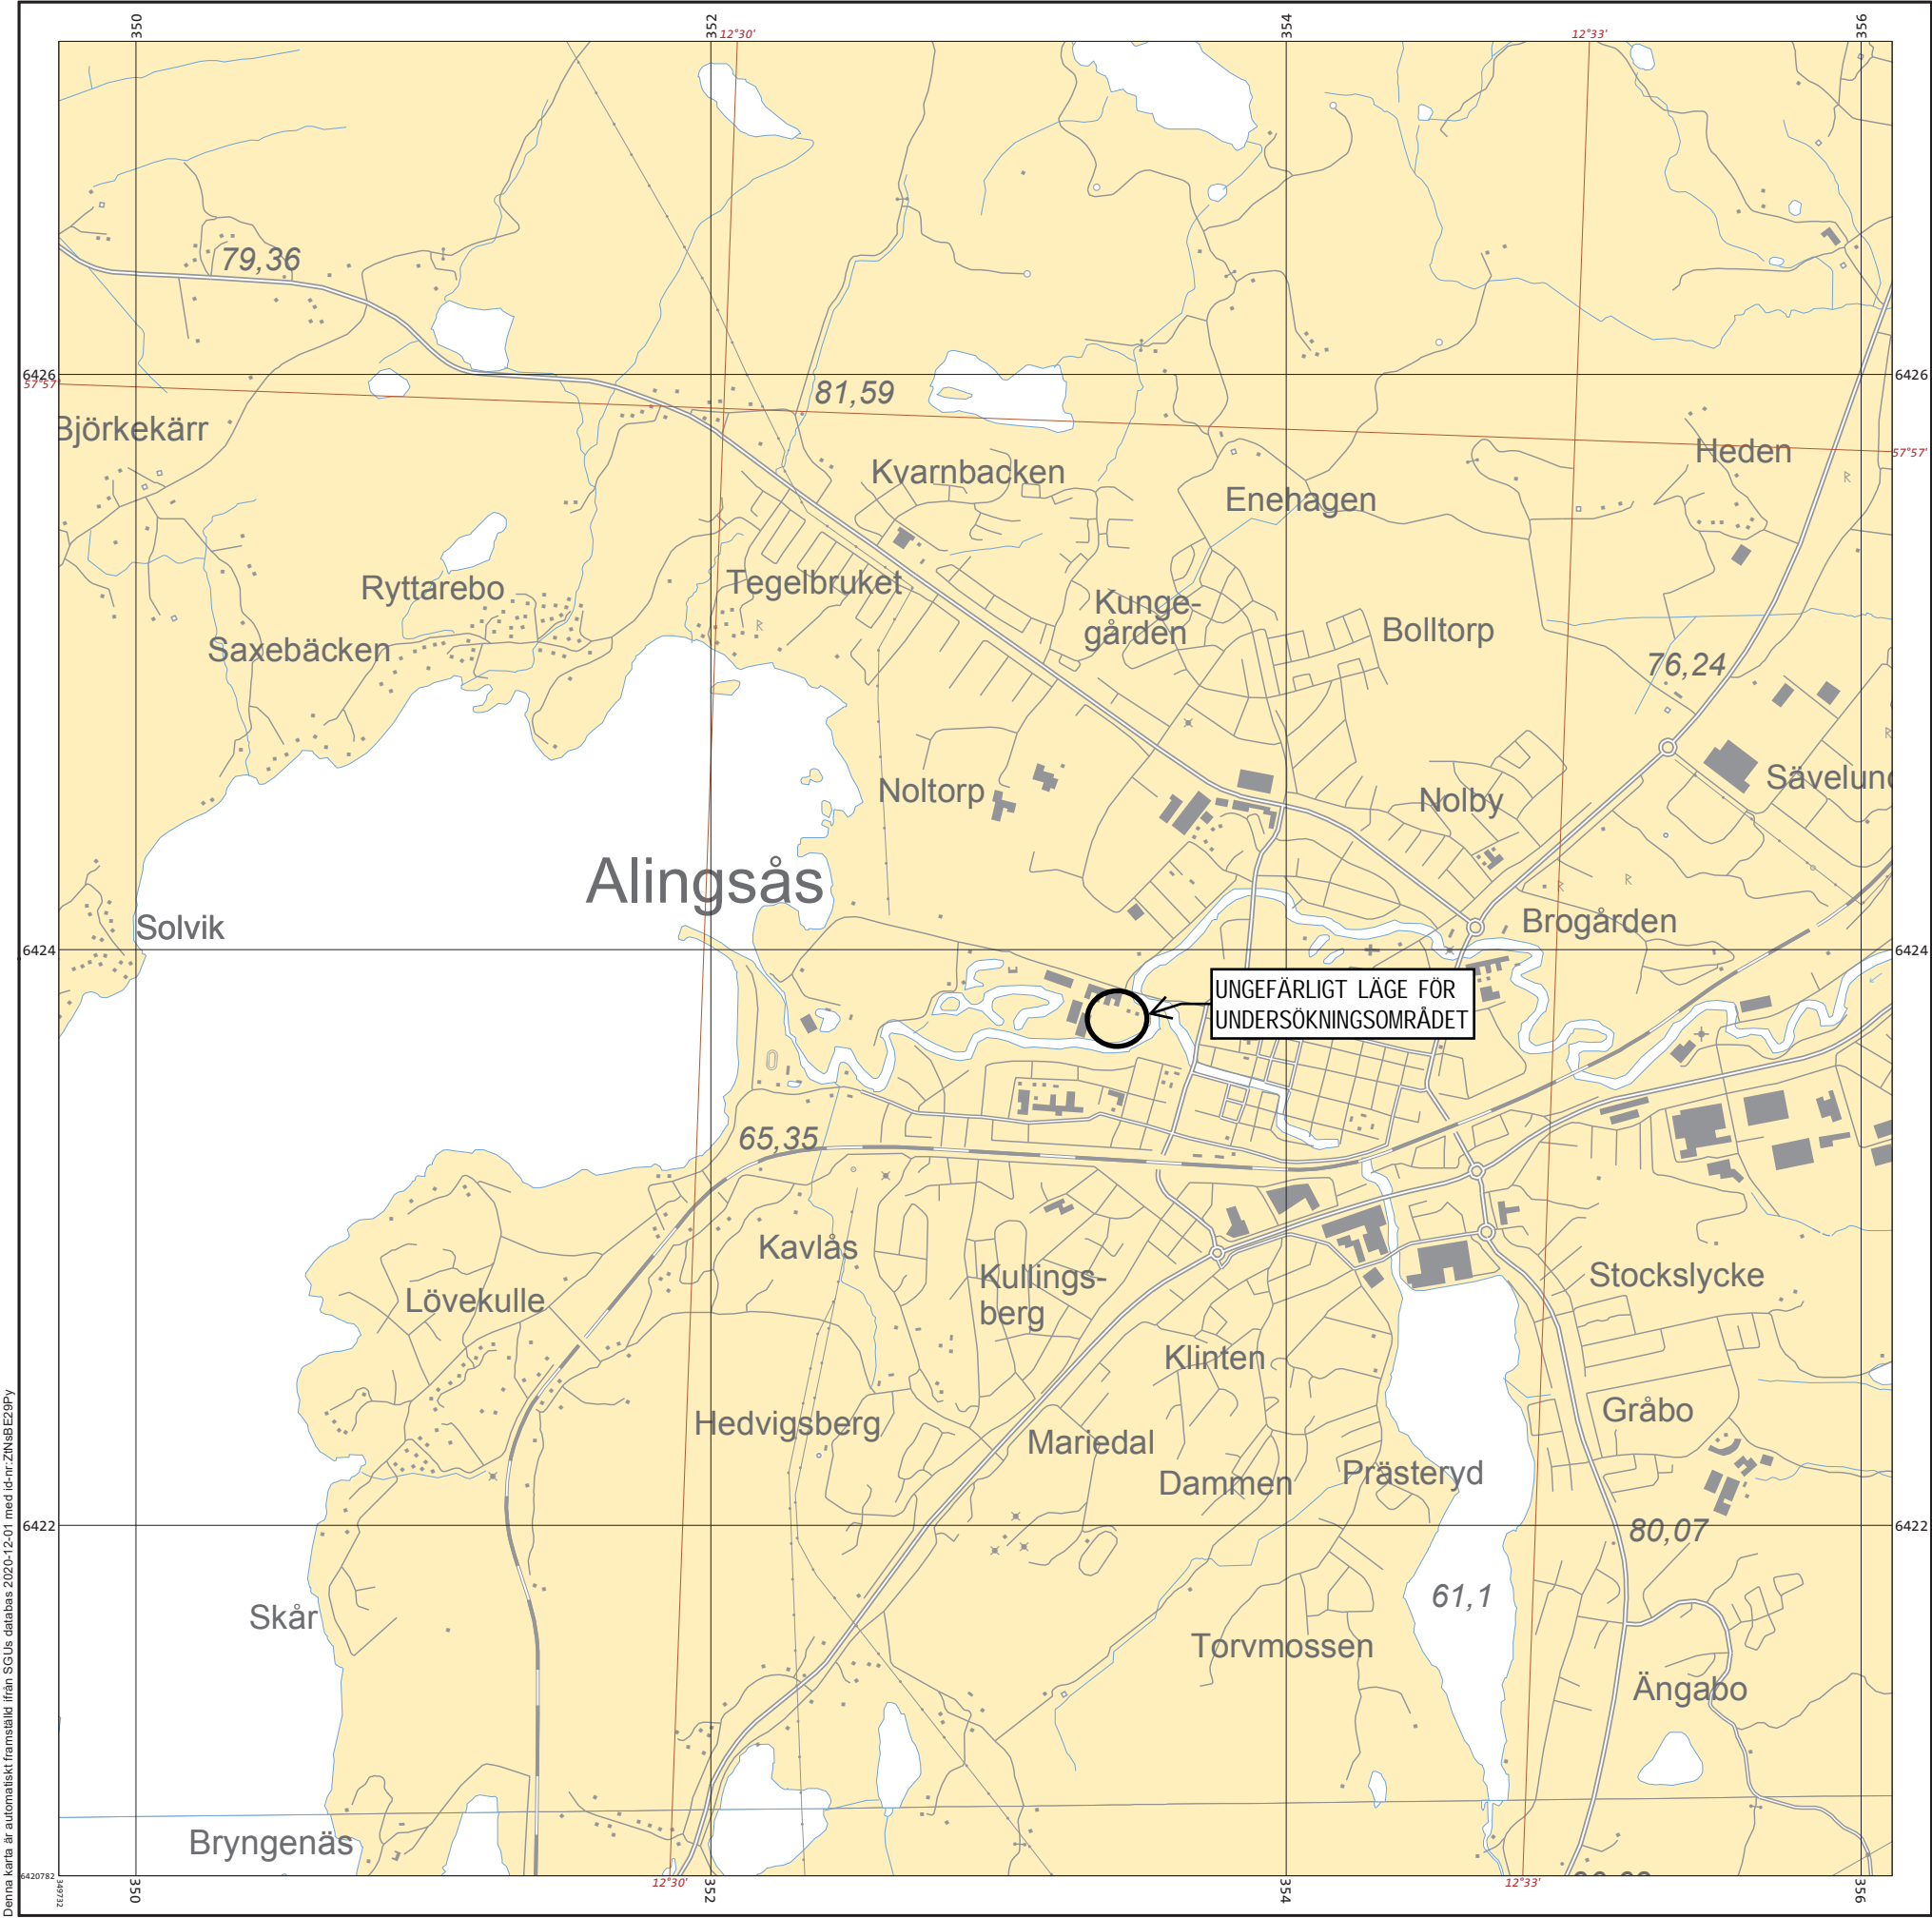 350
352
354
356
12°30'
12°33'
79,36
6426
6426
57°57'
81,59
Björkekärr
Heden
57°57'
Kvarnbacken
Enehagen
Tegelbruket
Ryttarebo
Kunge-
gården
Bolltorp
Saxebäcken
76,24
Noltorp
Sävelund
Nolby
Alingsås
Solvik
Brogården
6424
6424
UNGEFÄRLIGT LÄGE FÖR
UNDERSÖKNINGSOMRÅDET
65,35
Kavlås
Kullings-
berg
Stockslycke
Lövekulle
Klinten
Gråbo
Hedvigsberg
Mariedal
Prästeryd
Dammen
6422
6422
80,07
61,1
Skår
Torvmossen
Ängabo
Bryngenäs
6420782
349732
350
12°30'
352
354
12°33'
356
Denna karta är automatiskt framställd ifrån SGUs databas 2020-12-01 med id-nr:ZtNsBE29Py